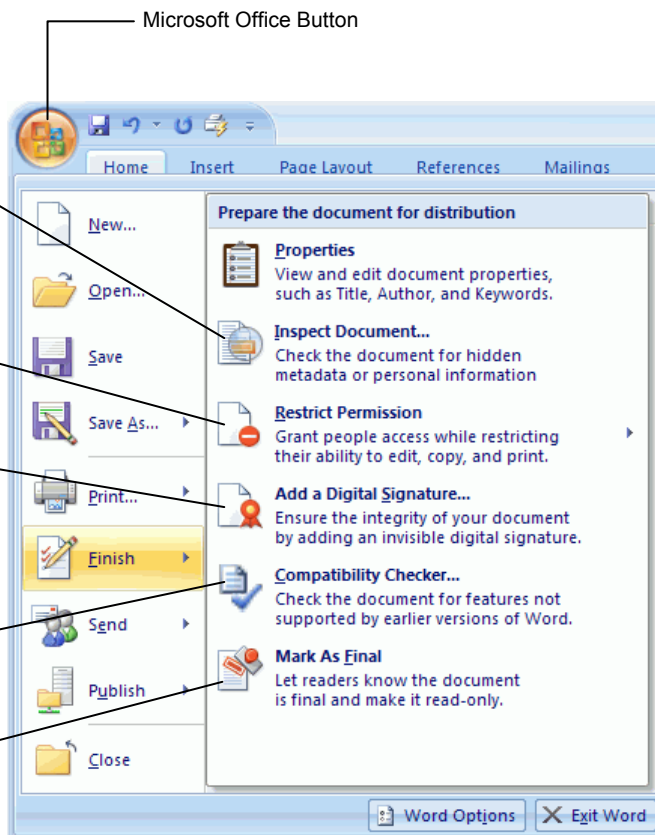 Microsoft Office Button
Home Insert Page Layout References Mailings
New...
Open...
Save
Save As...
Print...
Finish
Send
Publish
Close
Prepare the document for distribution
Properties
View and edit document properties,
such as Title, Author, and Keywords.
Inspect Document...
Check the document for hidden
metadata or personal information
Restrict Permission
Grant people access while restricting
their ability to edit, copy, and print.
Add a Digital Signature...
Ensure the integrity of your document
by adding an invisible digital signature.
Compatibility Checker...
Check the document for features not
supported by earlier versions of Word.
Mark As Final
Let readers know the document
is final and make it read-only.
Word Options Exit Word